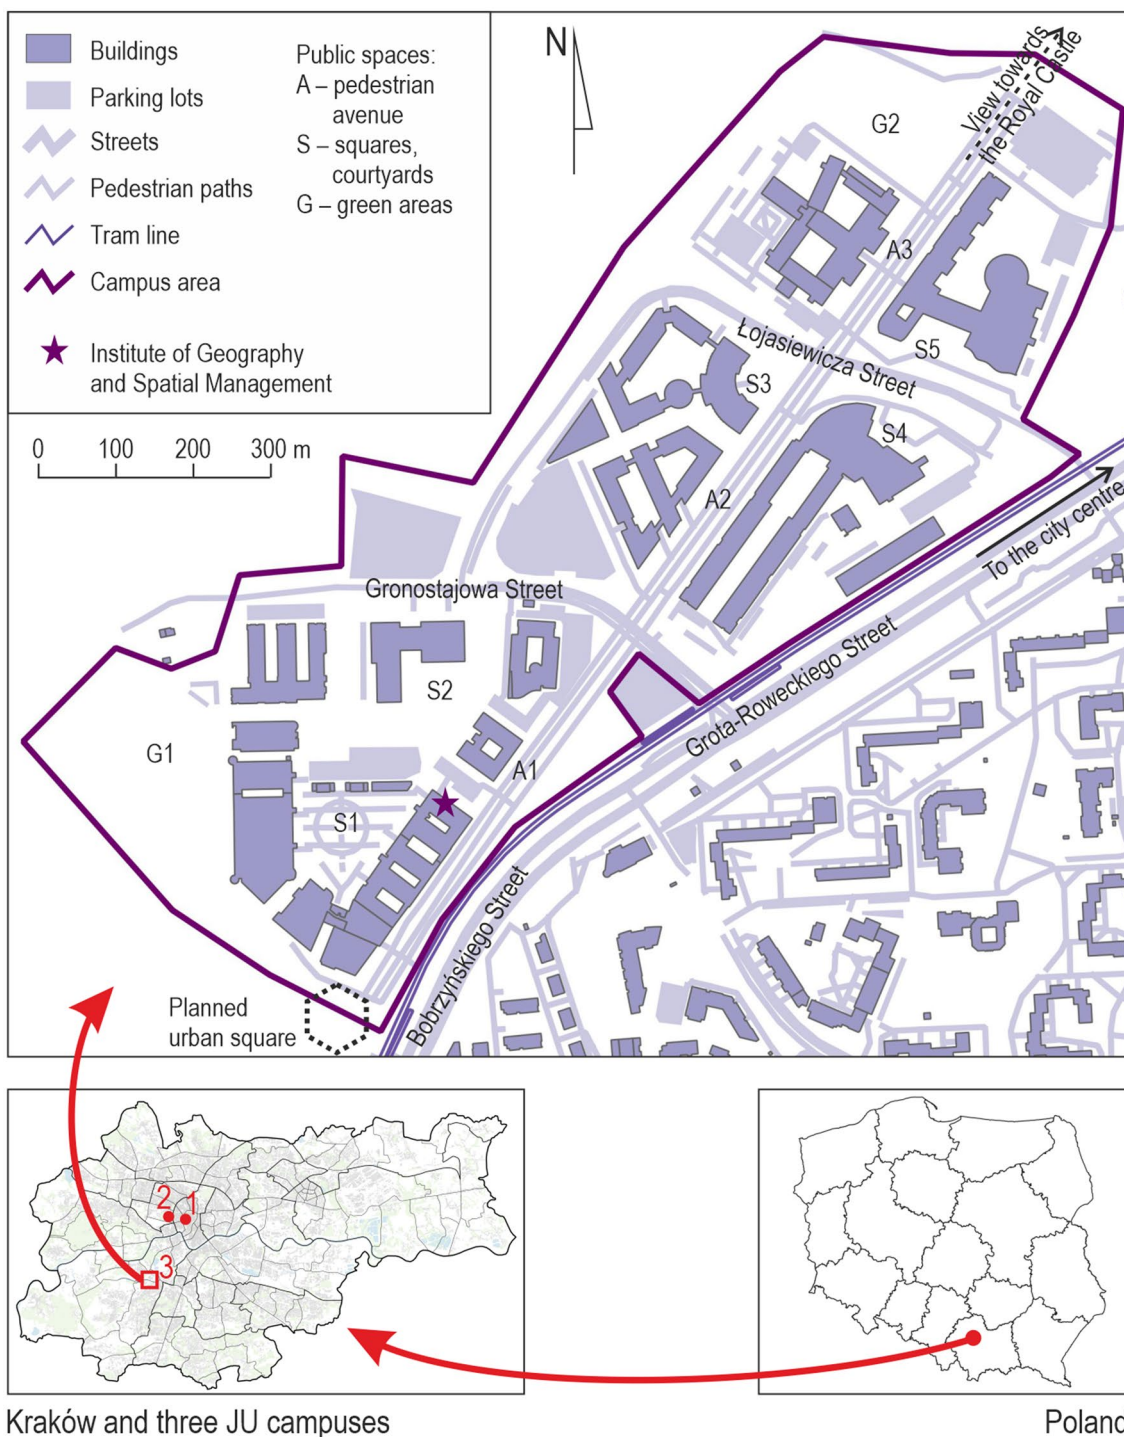 Buildings
Parking lots
Streets
Pedestrian paths
Tram line
Campus area
Institute of Geography
and Spatial Management
Public spaces:
A – pedestrian
avenue
S – squares,
courtyards
G – green areas
N
0 100 200 300 m
View towards
the Royal Castle
G2
A3
S5
Łojasiewicza Street
S3
S4
A2
To the city centre
Gronostajowa Street
Grota-Roweckiego Street
S2
G1
A1
S1
Bobrzyńskiego Street
Planned
urban square
2
1
3
Kraków and three JU campuses
Poland